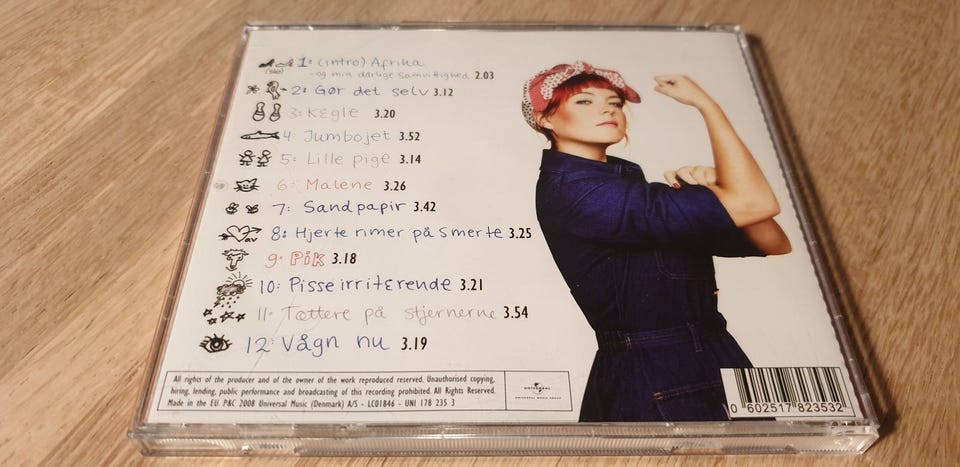 1: (intro) Afrika
- og min dårlige samvittighed 2.03
2: Gør det selv 3.12
3: Kegle 3.20
4: Jumbojet 3.52
5: Lille pige 3.14
6: Malene 3.26
7: Sandpapir 3.42
8: Hjerte rimer på smerte 3.25
av
9: Pik 3.18
10: Pisseirriterende 3.21
11: Tættere på stjernerne 3.54
12: Vågn nu 3.19
All rights of the producer and of the owner of the work reproduced reserved. Unauthorised copying,
hiring, lending, public performance and broadcasting of this recording prohibited. All Rights Reserved.
Made in the EU. P&C 2008 Universal Music (Denmark) A/S - LC01846 - UNI 178 235 3
UNIVERSAL
UNIVERSAL MUSIC GROUP
0 602517 823532